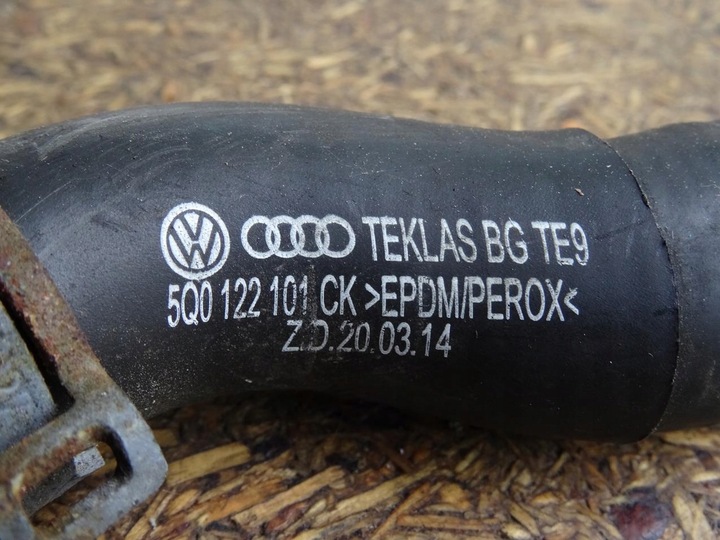 TEKLAS BG TE9
5Q0 122 101 CK >EPDM/PEROX<
Z.D.20.03.14